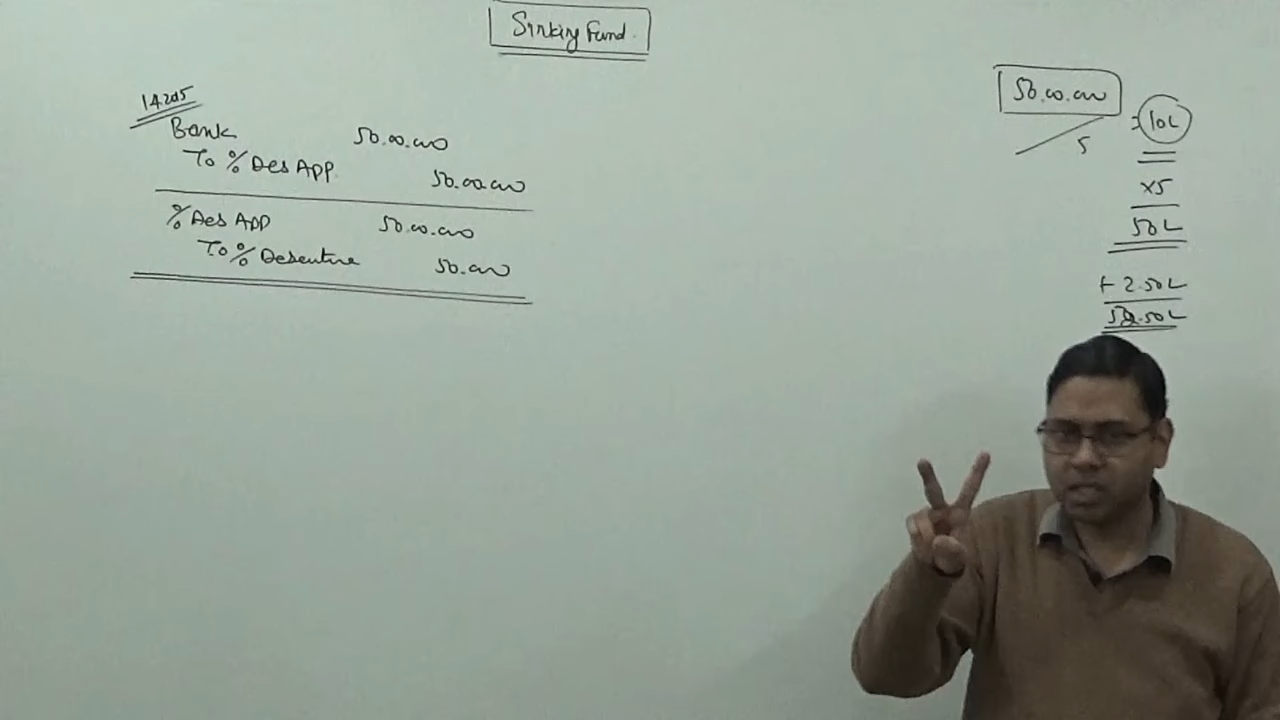 Sinking Fund.
1.4.2015
Bank 50.00.000
To % Deb App. 50.00.000
% Deb App 50.00.000
To % Debenture 50.000
50.00.000
5
= 10L
x5
50L
+ 2.50L
52.50L